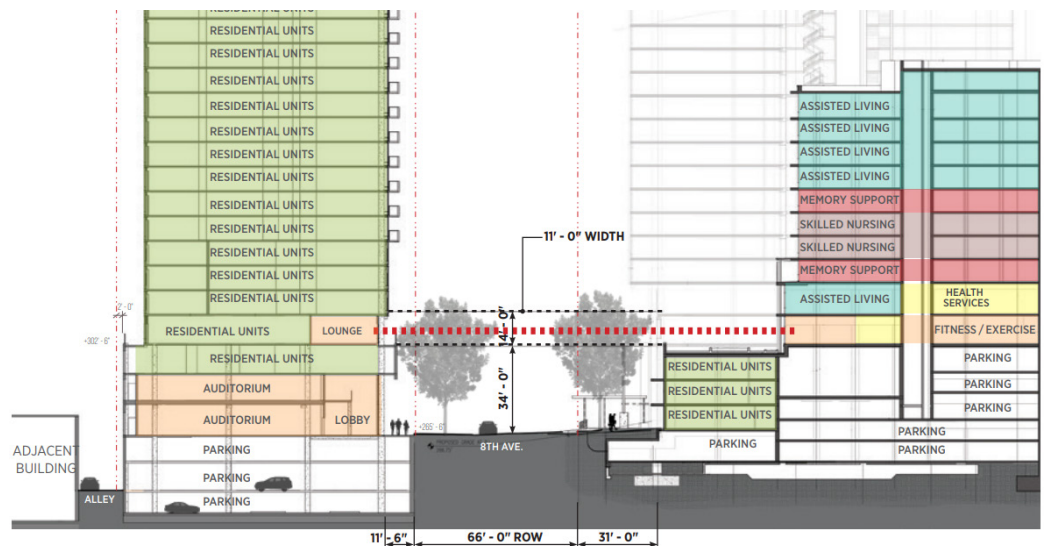 RESIDENTIAL UNITS
RESIDENTIAL UNITS
RESIDENTIAL UNITS
RESIDENTIAL UNITS
RESIDENTIAL UNITS
RESIDENTIAL UNITS
RESIDENTIAL UNITS
RESIDENTIAL UNITS
RESIDENTIAL UNITS
RESIDENTIAL UNITS
RESIDENTIAL UNITS
RESIDENTIAL UNITS
RESIDENTIAL UNITS
LOUNGE
RESIDENTIAL UNITS
AUDITORIUM
AUDITORIUM
LOBBY
PARKING
PARKING
PARKING
ADJACENT
BUILDING
ALLEY
2' - 0"
+302' - 6"
+265' - 6"
11' - 0" WIDTH
14' - 0"
34' - 0"
8TH AVE.
11' - 6"
66' - 0" ROW
31' - 0"
ASSISTED LIVING
ASSISTED LIVING
ASSISTED LIVING
ASSISTED LIVING
MEMORY SUPPORT
SKILLED NURSING
SKILLED NURSING
MEMORY SUPPORT
ASSISTED LIVING
HEALTH
SERVICES
FITNESS / EXERCISE
RESIDENTIAL UNITS
RESIDENTIAL UNITS
RESIDENTIAL UNITS
PARKING
PARKING
PARKING
PARKING
PARKING
PARKING